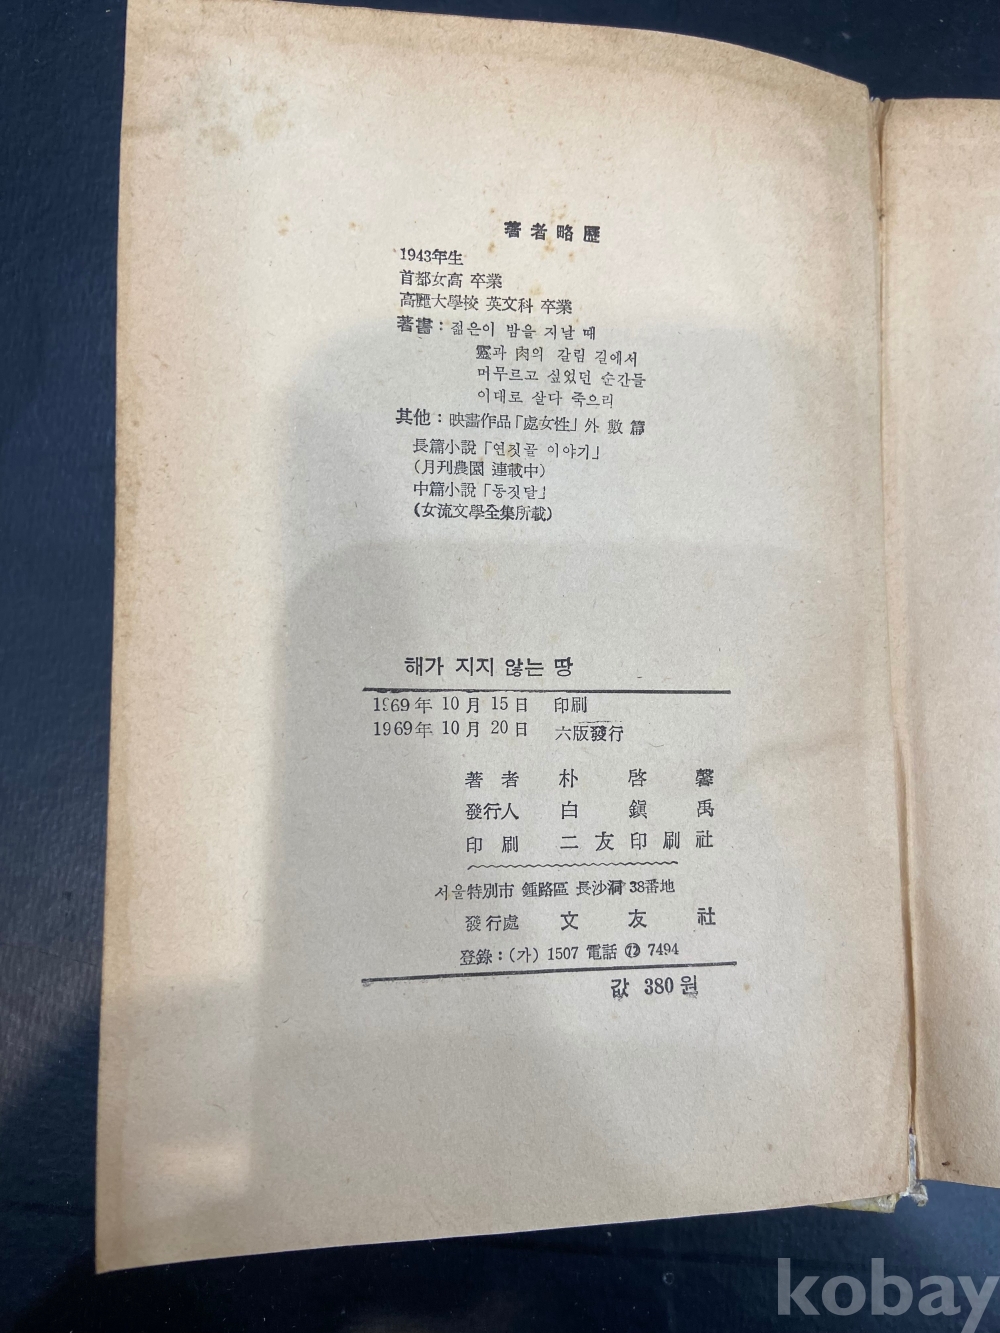 著者略歷
1943年生
首都女高 卒業
高麗大學校 英文科 卒業
著書: 젊은이 밤을 지날 때
靈과 肉의 갈림 길에서
머무르고 싶었던 순간들
이대로 살다 죽으리
其他: 映畵作品「處女性」外 數 篇
長篇小說「연짓골 이야기」
(月刊農園 連載中)
中篇小說「동짓달」
(女流文學全集所載)
해가 지지 않는 땅
1969年 10月 15日 印刷
1969年 10月 20日 六版發行
著者 朴啓馨
發行人 白鎭禹
印刷 二友印刷社
서울特別市 鍾路區 長沙洞 38番地
發行處 文友社
登錄: (가) 1507 電話 72 7494
값 380원
kobay